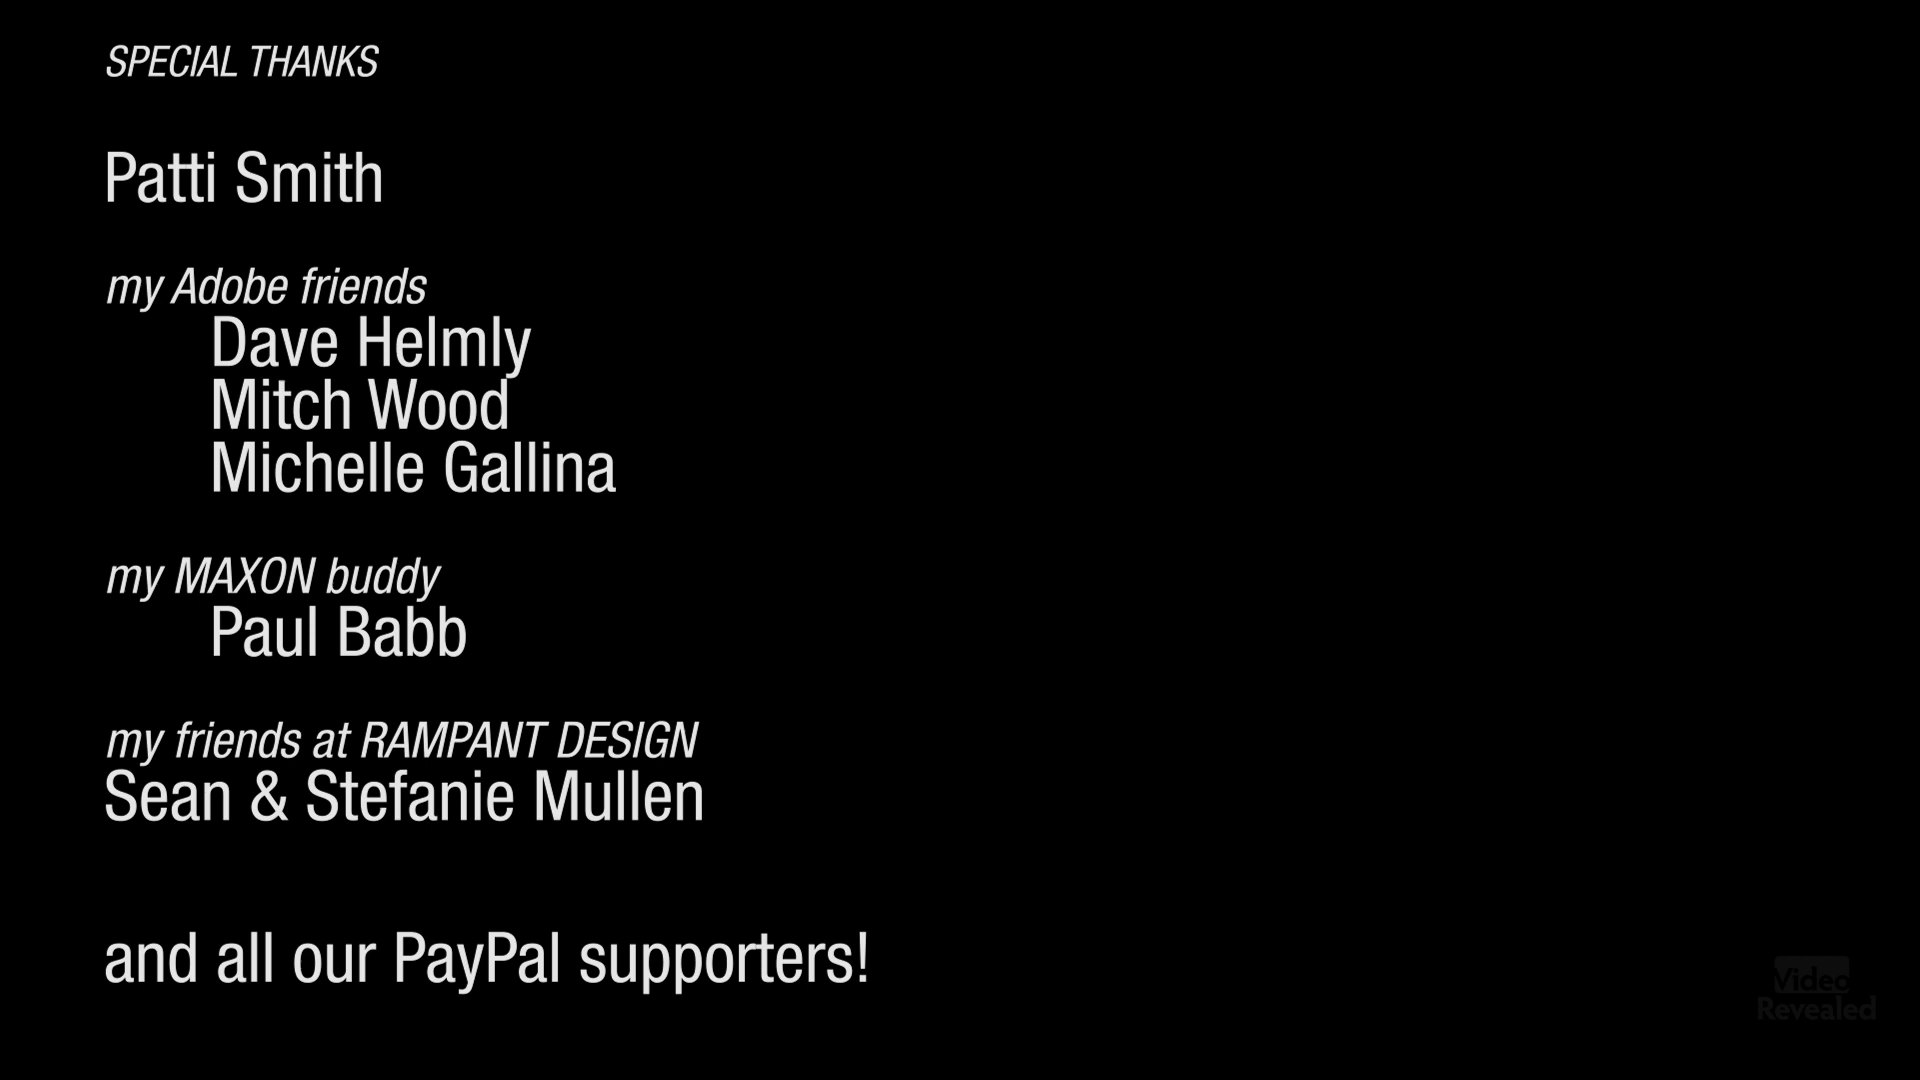 SPECIAL THANKS
Patti Smith
my Adobe friends
Dave Helmly
Mitch Wood
Michelle Gallina
my MAXON buddy
Paul Babb
my friends at RAMPANT DESIGN
Sean & Stefanie Mullen
and all our PayPal supporters!
Video
Revealed